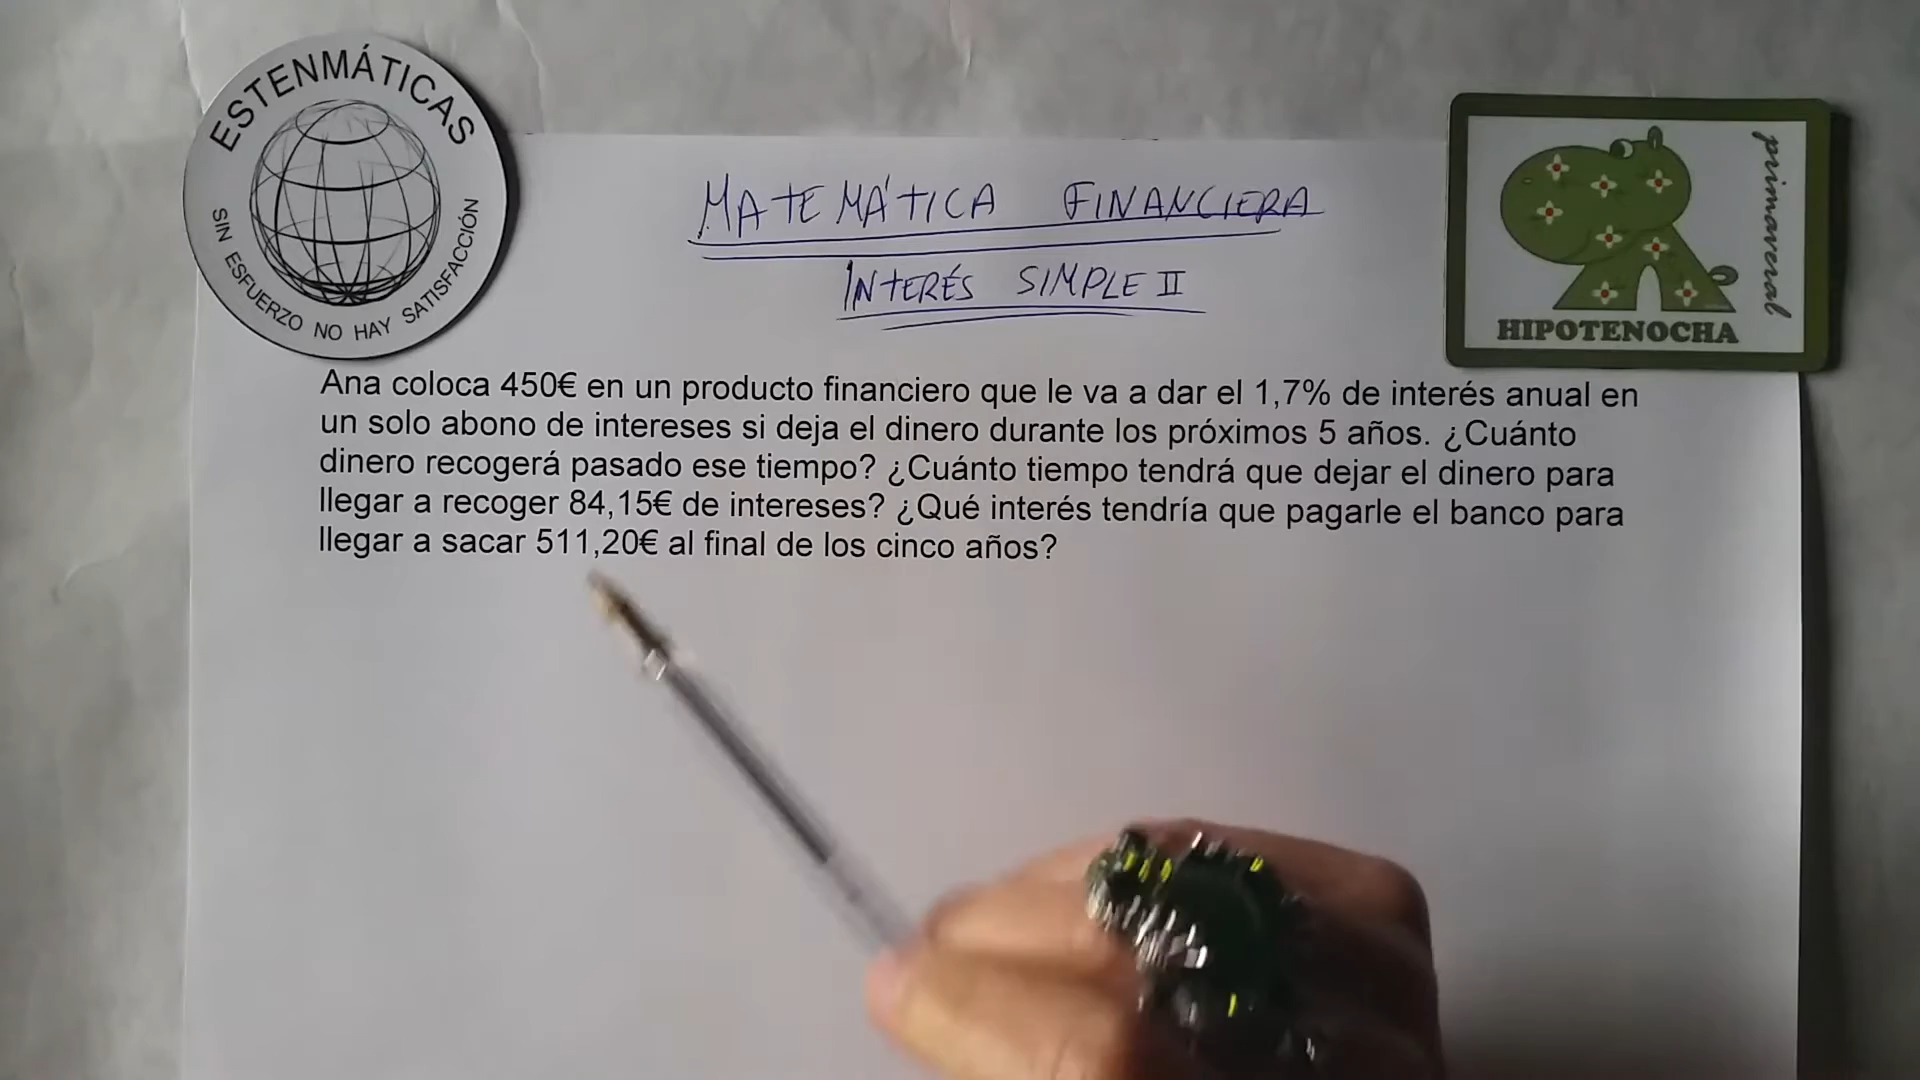 ESTENMÁTICAS
SIN ESFUERZO NO HAY SATISFACCIÓN
MATEMÁTICA FINANCIERA
INTERÉS SIMPLE II
primaveral
HIPOTENOCHA
Ana coloca 450€ en un producto financiero que le va a dar el 1,7% de interés anual en
un solo abono de intereses si deja el dinero durante los próximos 5 años. ¿Cuánto
dinero recogerá pasado ese tiempo? ¿Cuánto tiempo tendrá que dejar el dinero para
llegar a recoger 84,15€ de intereses? ¿Qué interés tendría que pagarle el banco para
llegar a sacar 511,20€ al final de los cinco años?